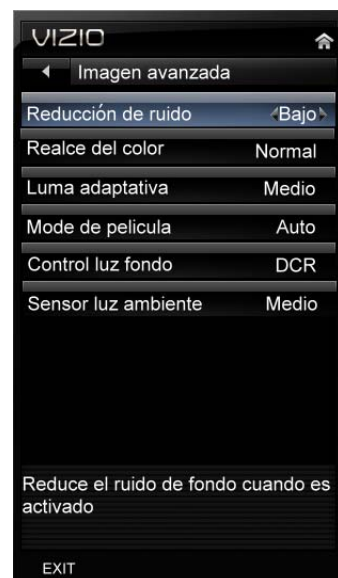 VIZIO
Imagen avanzada
Reducción de ruido Bajo
Realce del color Normal
Luma adaptativa Medio
Mode de pelicula Auto
Control luz fondo DCR
Sensor luz ambiente Medio
Reduce el ruido de fondo cuando es
activado
EXIT